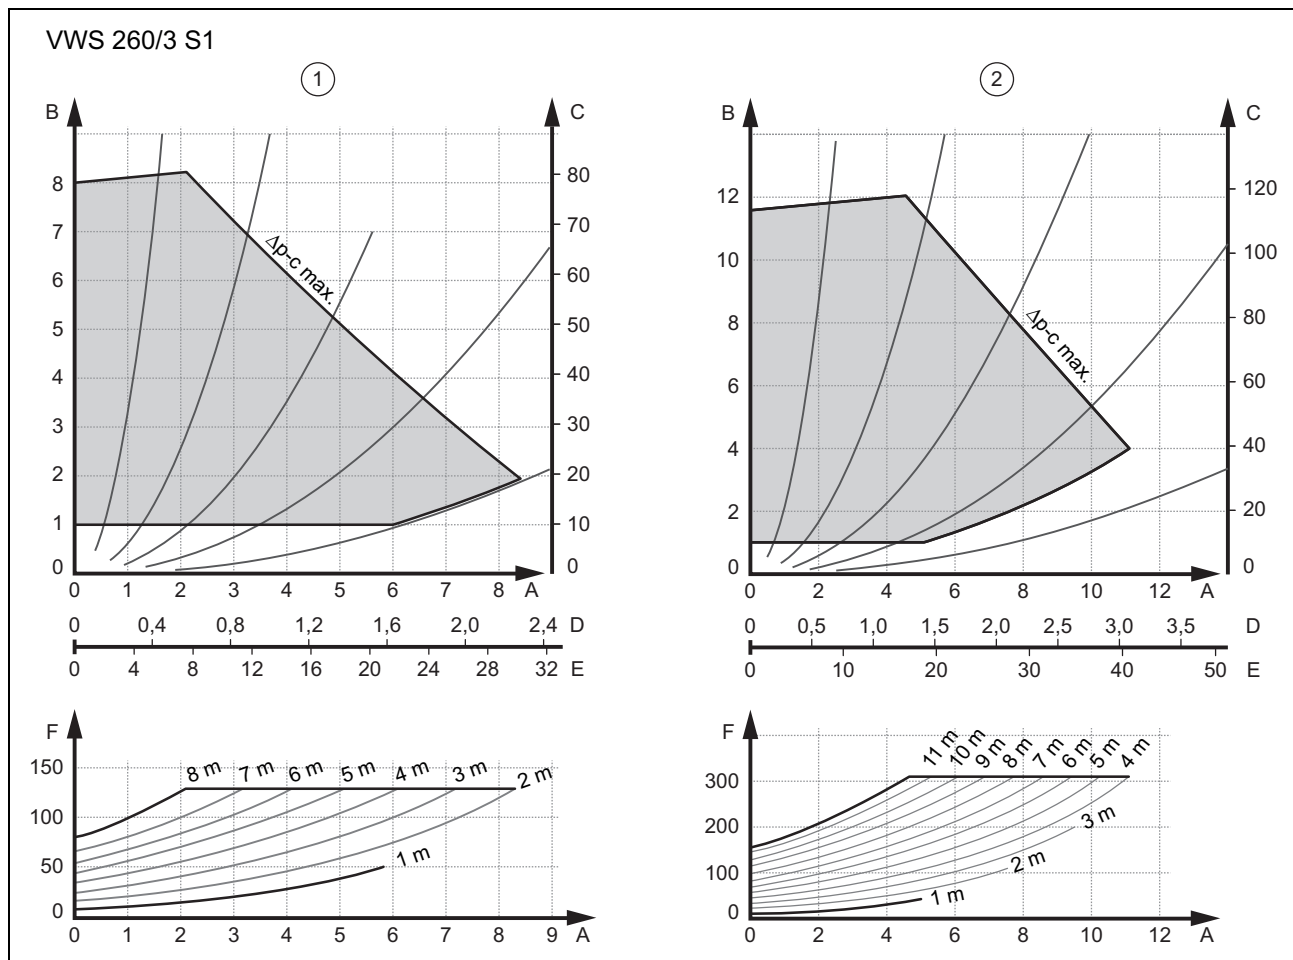 VWS 260/3 S1
1
B
C
8
7
6
5
4
3
2
1
0
80
70
60
50
40
30
20
10
0
Δp-c max.
0 1 2 3 4 5 6 7 8 A
0 0,4 0,8 1,2 1,6 2,0 2,4 D
0 4 8 12 16 20 24 28 32 E
F
150
100
50
0
8 m 7 m 6 m 5 m 4 m 3 m 2 m
1 m
0 1 2 3 4 5 6 7 8 9 A
2
B
C
12
10
8
6
4
2
0
120
100
80
60
40
20
0
Δp-c max.
0 2 4 6 8 10 12 A
0 0,5 1,0 1,5 2,0 2,5 3,0 3,5 D
0 10 20 30 40 50 E
F
300
200
100
0
11 m 10 m 9 m 8 m 7 m 6 m 5 m 4 m
3 m
2 m
1 m
0 2 4 6 8 10 12 A